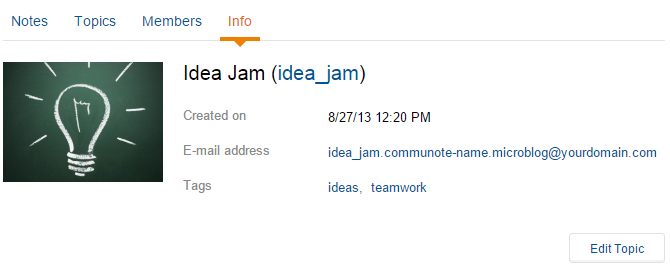 Notes Topics Members Info
Idea Jam (idea_jam)
Created on 8/27/13 12:20 PM
E-mail address idea_jam.communote-name.microblog@yourdomain.com
Tags ideas, teamwork
Edit Topic